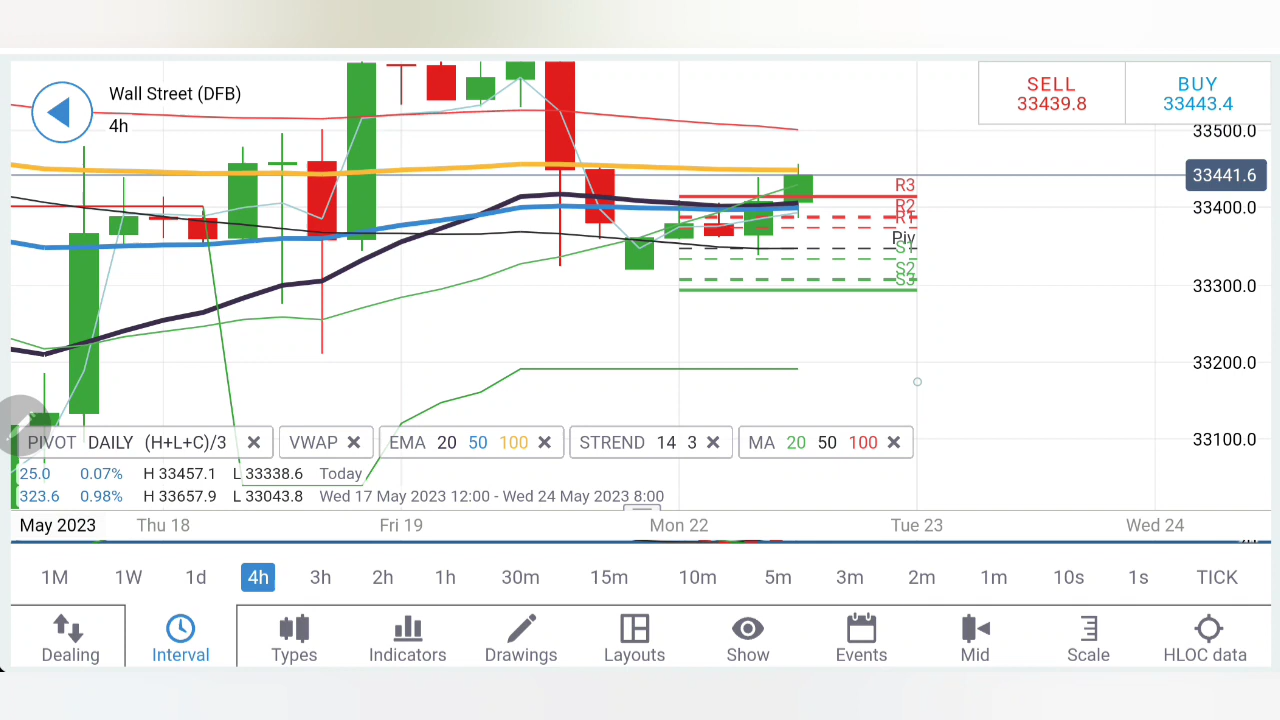 Wall Street (DFB)
4h
SELL
33439.8
BUY
33443.4
33500.0
33441.6
33400.0
33300.0
33200.0
33100.0
R3
R2
R1
Piv
S1
S2
S3
PIVOT DAILY (H+L+C)/3 × VWAP × EMA 20 50 100 × STREND 14 3 × MA 20 50 100 ×
25.0 0.07% H 33457.1 L 33338.6 Today
323.6 0.98% H 33657.9 L 33043.8 Wed 17 May 2023 12:00 - Wed 24 May 2023 8:00
May 2023 Thu 18 Fri 19 Mon 22 Tue 23 Wed 24
1M 1W 1d 4h 3h 2h 1h 30m 15m 10m 5m 3m 2m 1m 10s 1s TICK
Dealing Interval Types Indicators Drawings Layouts Show Events Mid Scale HLOC data